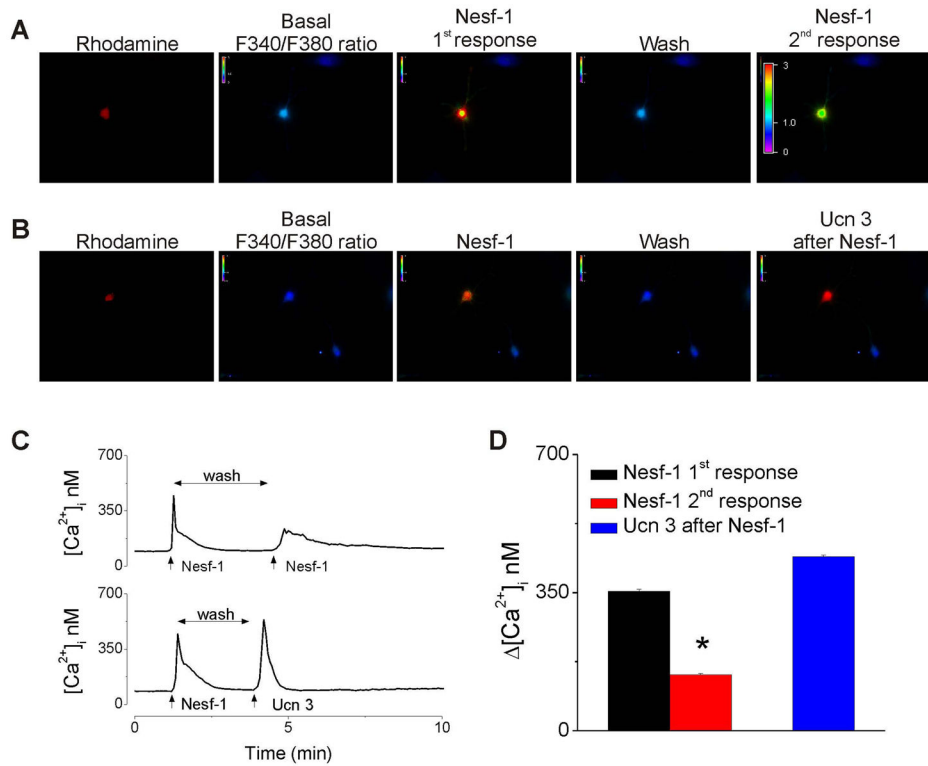 A
Rhodamine
Basal
F340/F380 ratio
Nesf-1
1st response
Wash
Nesf-1
2nd response
3
1.0
0
B
Rhodamine
Basal
F340/F380 ratio
Nesf-1
Wash
Ucn 3
after Nesf-1
C
700
350
0
[Ca2+]i nM
wash
Nesf-1
Nesf-1
700
350
0
[Ca2+]i nM
wash
Nesf-1
Ucn 3
0
5
10
Time (min)
D
700
350
0
Δ[Ca2+]i nM
Nesf-1 1st response
Nesf-1 2nd response
Ucn 3 after Nesf-1
*